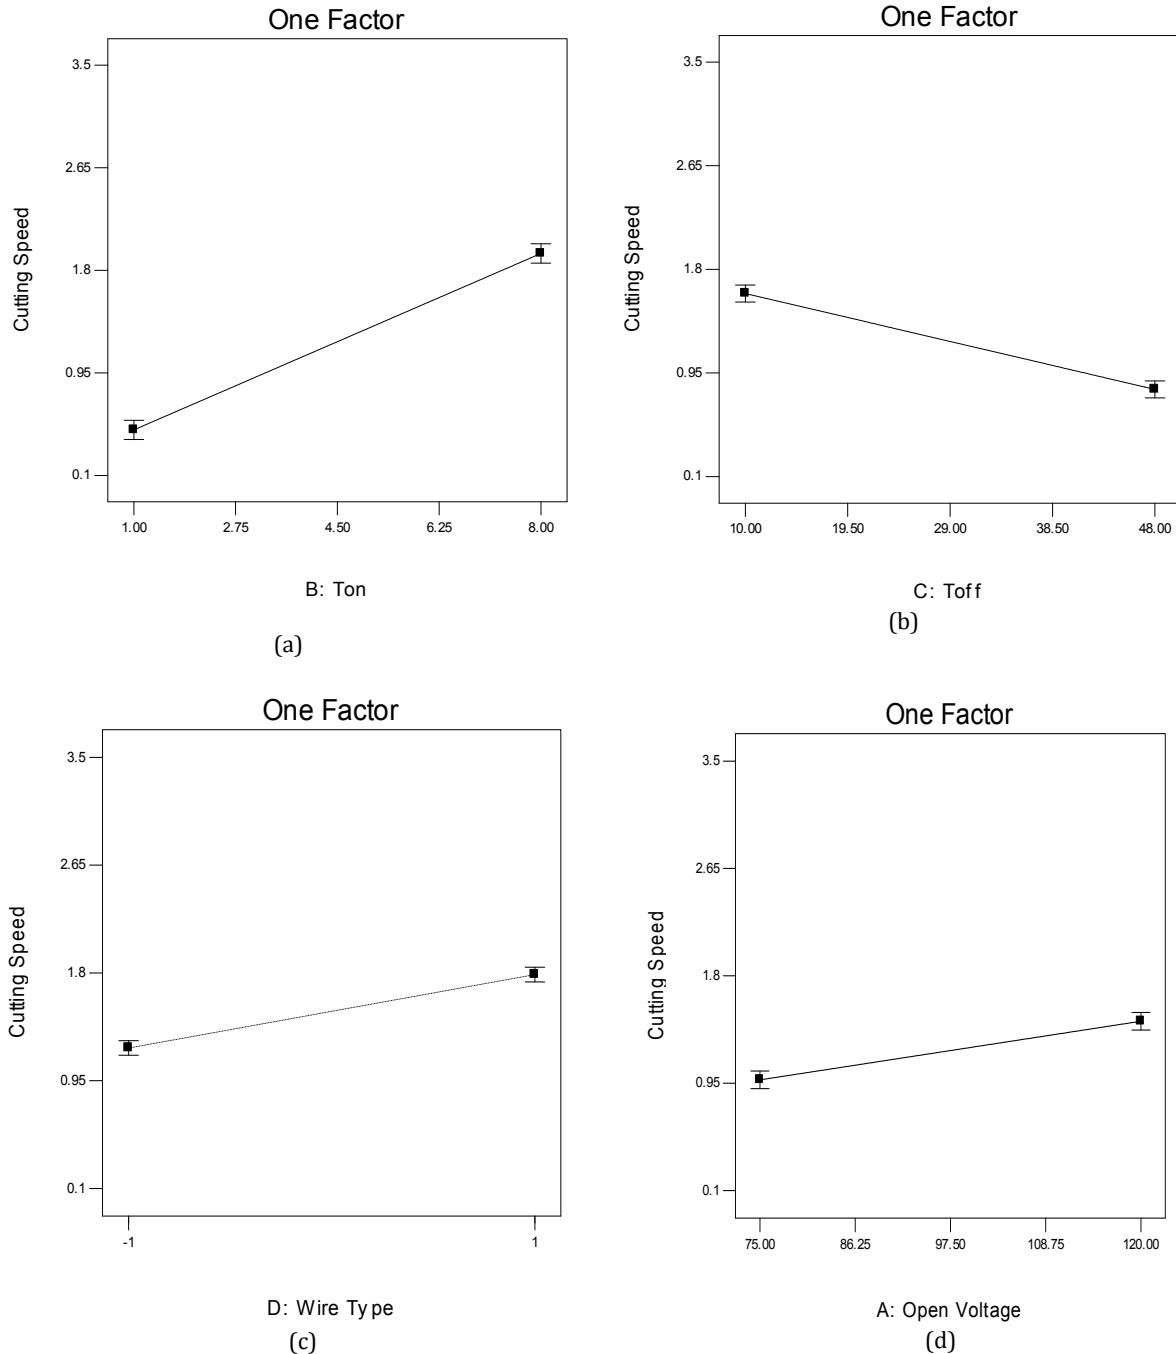 One Factor
3.5
2.65
1.8
0.95
0.1
Cutting Speed
1.00 2.75 4.50 6.25 8.00
B: Ton
(a)
One Factor
3.5
2.65
1.8
0.95
0.1
Cutting Speed
10.00 19.50 29.00 38.50 48.00
C: Toff
(b)
One Factor
3.5
2.65
1.8
0.95
0.1
Cutting Speed
-1 1
D: Wire Type
(c)
One Factor
3.5
2.65
1.8
0.95
0.1
Cutting Speed
75.00 86.25 97.50 108.75 120.00
A: Open Voltage
(d)